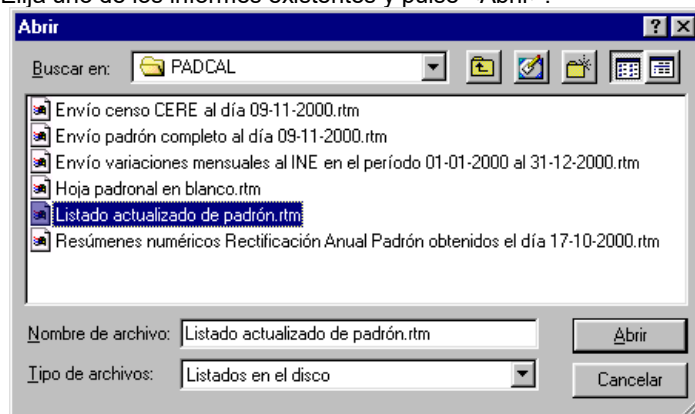 Elija uno de los informes existentes y pulse "Abrir".
Abrir
Buscar en: PADCAL
Envío censo CERE al día 09-11-2000.rtm
Envío padrón completo al día 09-11-2000.rtm
Envío variaciones mensuales al INE en el período 01-01-2000 al 31-12-2000.rtm
Hoja padronal en blanco.rtm
Listado actualizado de padrón.rtm
Resúmenes numéricos Rectificación Anual Padrón obtenidos el día 17-10-2000.rtm
Nombre de archivo: Listado actualizado de padrón.rtm Abrir
Tipo de archivos: Listados en el disco Cancelar